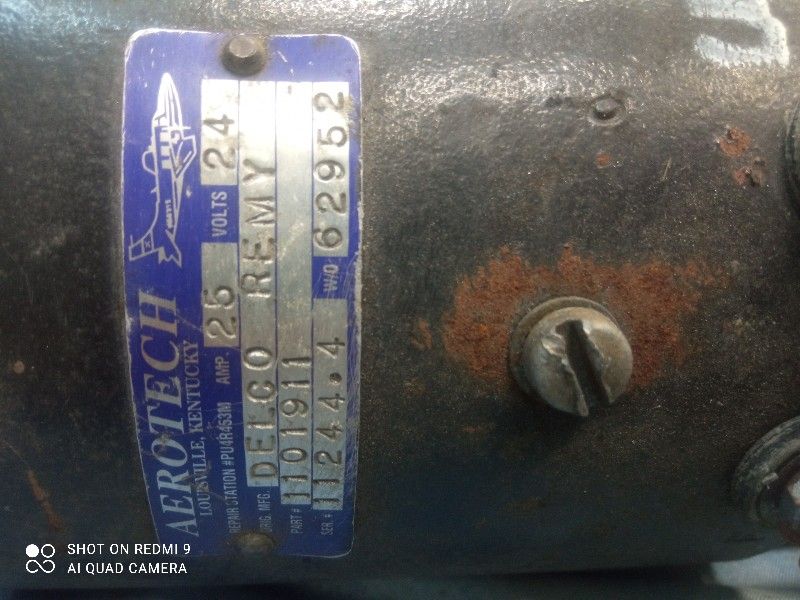 AEROTECH
LOUISVILLE, KENTUCKY
REPAIR STATION #PU4R453M AMP. 25 VOLTS 24
ORIG. MFG. DELCO REMY
PART # 1101911
SER. # 11244.4 W/O 62952
SHOT ON REDMI 9
AI QUAD CAMERA